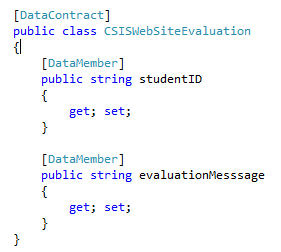 [DataContract]
public class CSISWebSiteEvaluation
{
[DataMember]
public string studentID
{
get; set;
}
[DataMember]
public string evaluationMesssage
{
get; set;
}
}